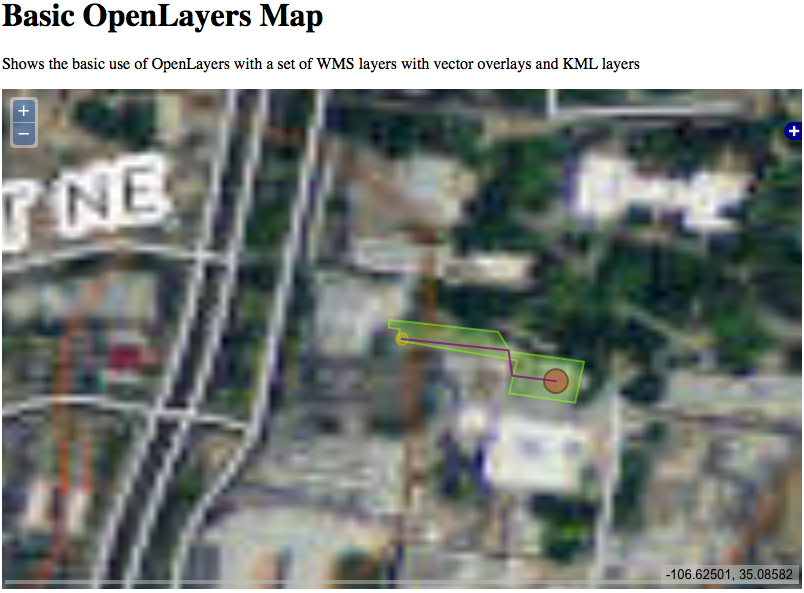 Basic OpenLayers Map
Shows the basic use of OpenLayers with a set of WMS layers with vector overlays and KML layers
+
−
+
T NE
-106.62501, 35.08582